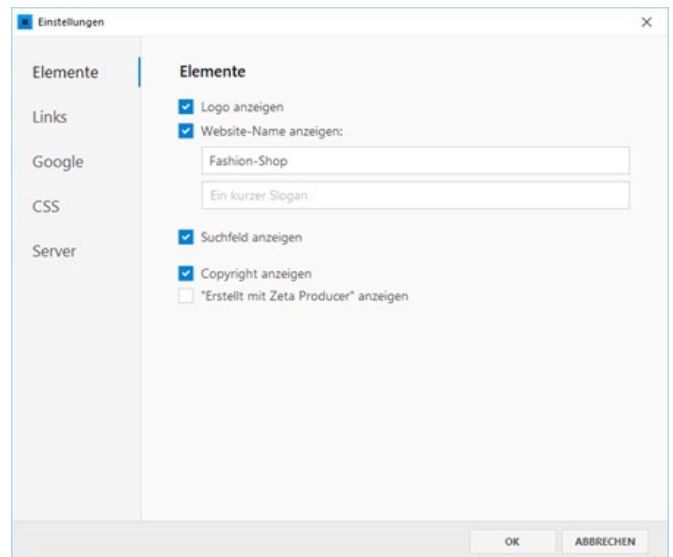 Einstellungen
Elemente
Links
Google
CSS
Server
Elemente
Logo anzeigen
Website-Name anzeigen:
Fashion-Shop
Ein kurzer Slogan
Suchfeld anzeigen
Copyright anzeigen
"Erstellt mit Zeta Producer" anzeigen
OK
ABBRECHEN